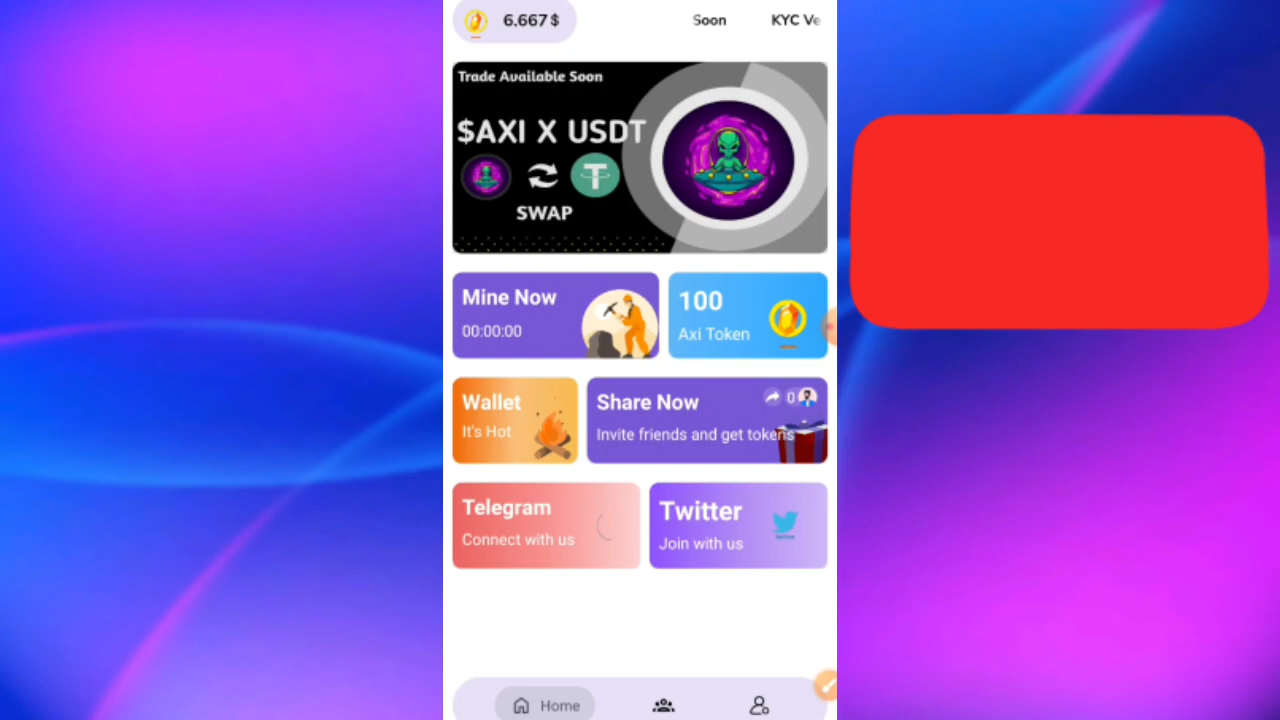 6.667$
Soon
KYC Ve
Trade Available Soon
$AXI X USDT
SWAP
Mine Now
00:00:00
100
Axi Token
Wallet
It's Hot
Share Now
0
Invite friends and get tokens
Telegram
Connect with us
Twitter
Join with us
Home